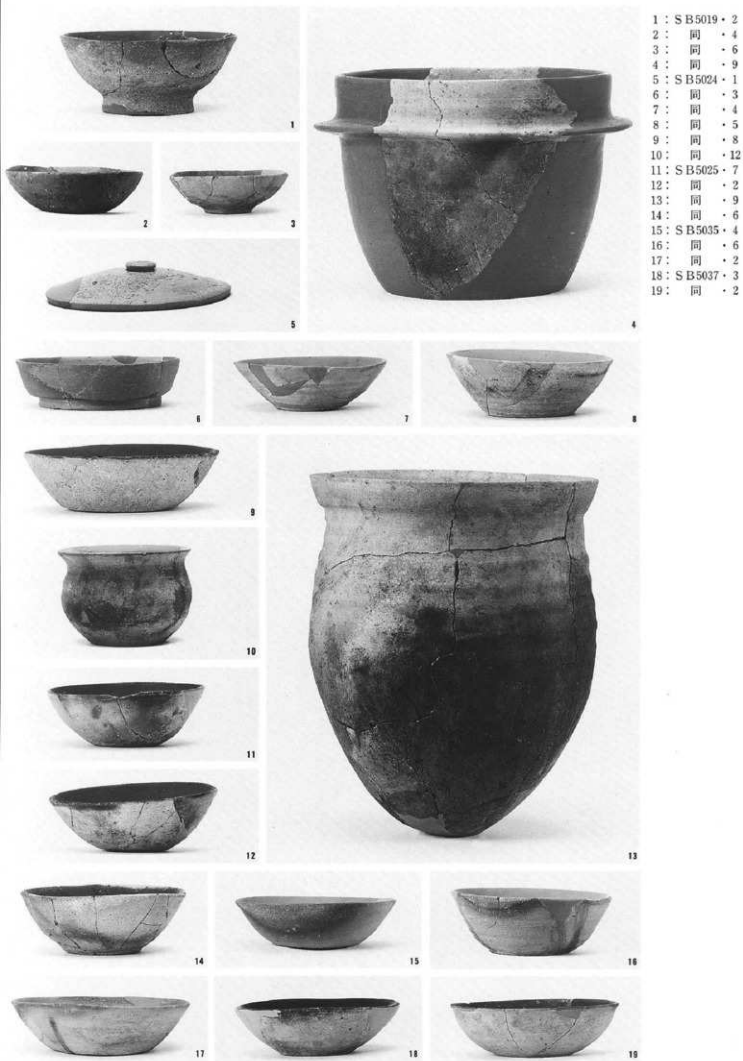 1：ＳＢ5019・2
2：　同　・4
3：　同　・6
4：　同　・9
5：ＳＢ5024・1
6：　同　・3
7：　同　・4
8：　同　・5
9：　同　・8
10：　同　・12
11：ＳＢ5025・7
12：　同　・2
13：　同　・9
14：　同　・6
15：ＳＢ5035・4
16：　同　・6
17：　同　・2
18：ＳＢ5037・3
19：　同　・2
1
2
3
4
5
6
7
8
9
10
11
12
13
14
15
16
17
18
19